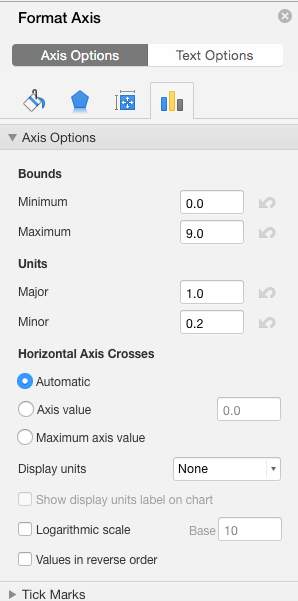 Format Axis
Axis Options Text Options
Axis Options
Bounds
Minimum 0.0
Maximum 9.0
Units
Major 1.0
Minor 0.2
Horizontal Axis Crosses
Automatic
Axis value 0.0
Maximum axis value
Display units None
Show display units label on chart
Logarithmic scale Base 10
Values in reverse order
Tick Marks